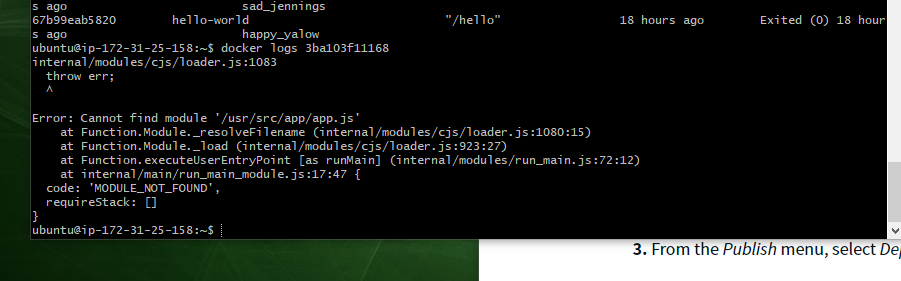 s ago sad_jennings
67b99eab5820 hello-world "/hello" 18 hours ago Exited (0) 18 hour
s ago happy_yalow
ubuntu@ip-172-31-25-158:~$ docker logs 3ba103f11168
internal/modules/cjs/loader.js:1083
throw err;
^
Error: Cannot find module '/usr/src/app/app.js'
at Function.Module._resolveFilename (internal/modules/cjs/loader.js:1080:15)
at Function.Module._load (internal/modules/cjs/loader.js:923:27)
at Function.executeUserEntryPoint [as runMain] (internal/modules/run_main.js:72:12)
at internal/main/run_main_module.js:17:47 {
code: 'MODULE_NOT_FOUND',
requireStack: []
}
ubuntu@ip-172-31-25-158:~$
3. From the Publish menu, select De